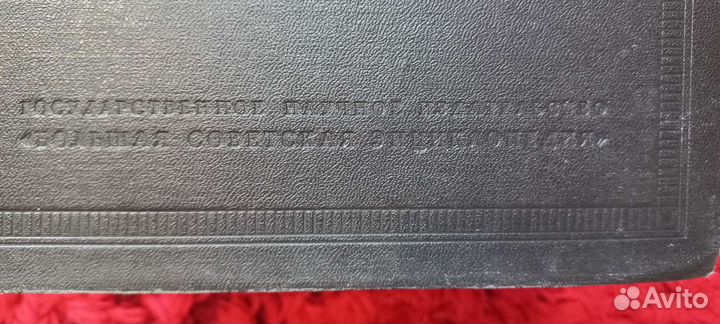 ГОСУДАРСТВЕННОЕ НАУЧНОЕ ИЗДАТЕЛЬСТВО
«БОЛЬШАЯ СОВЕТСКАЯ ЭНЦИКЛОПЕДИЯ»
Avito